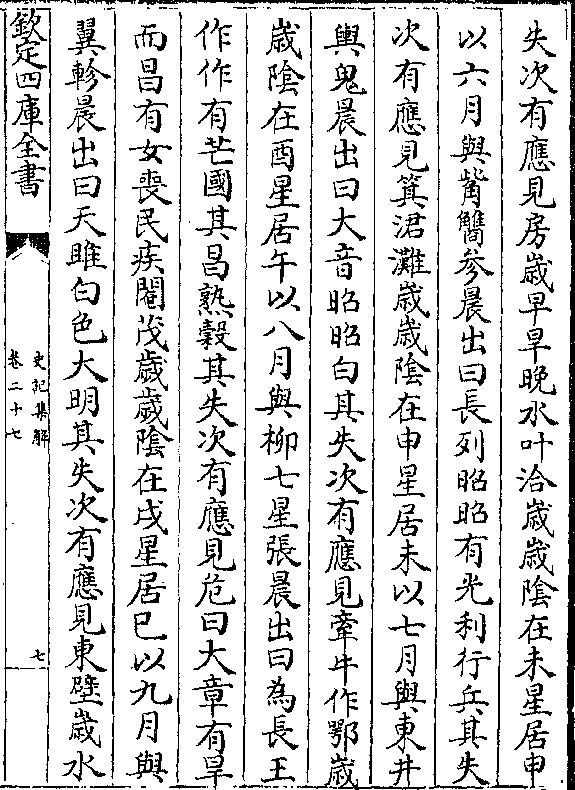 失次有應見房歲早旱晚水叶洽歲歲陰在未星居申
以六月與觜觿參晨出曰長列昭昭有光利行兵其失
次有應見箕涒灘歲歲陰在申星居未以七月與東井
輿鬼晨出曰大音昭昭白其失次有應見牽牛作鄂歲
歲陰在酉星居午以八月與柳七星張晨出曰為長王
作作有芒國其昌熟穀其失次有應見危曰大章有旱
而昌有女喪民疾閹茂歲歲陰在戌星居巳以九月與
翼軫晨出曰天雎白色大明其失次有應見東壁歲水
欽定四庫全書
史記集解
卷二十七
七